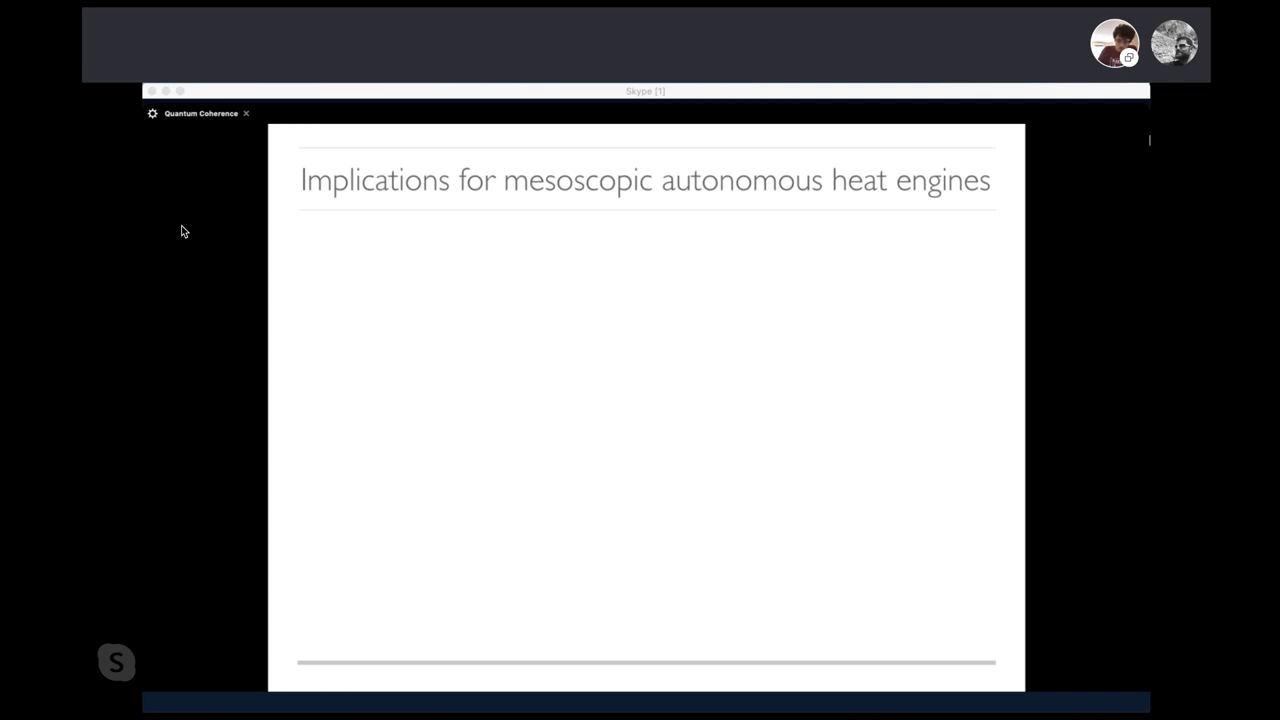 Skype [1]
Quantum Coherence
Implications for mesoscopic autonomous heat engines
S